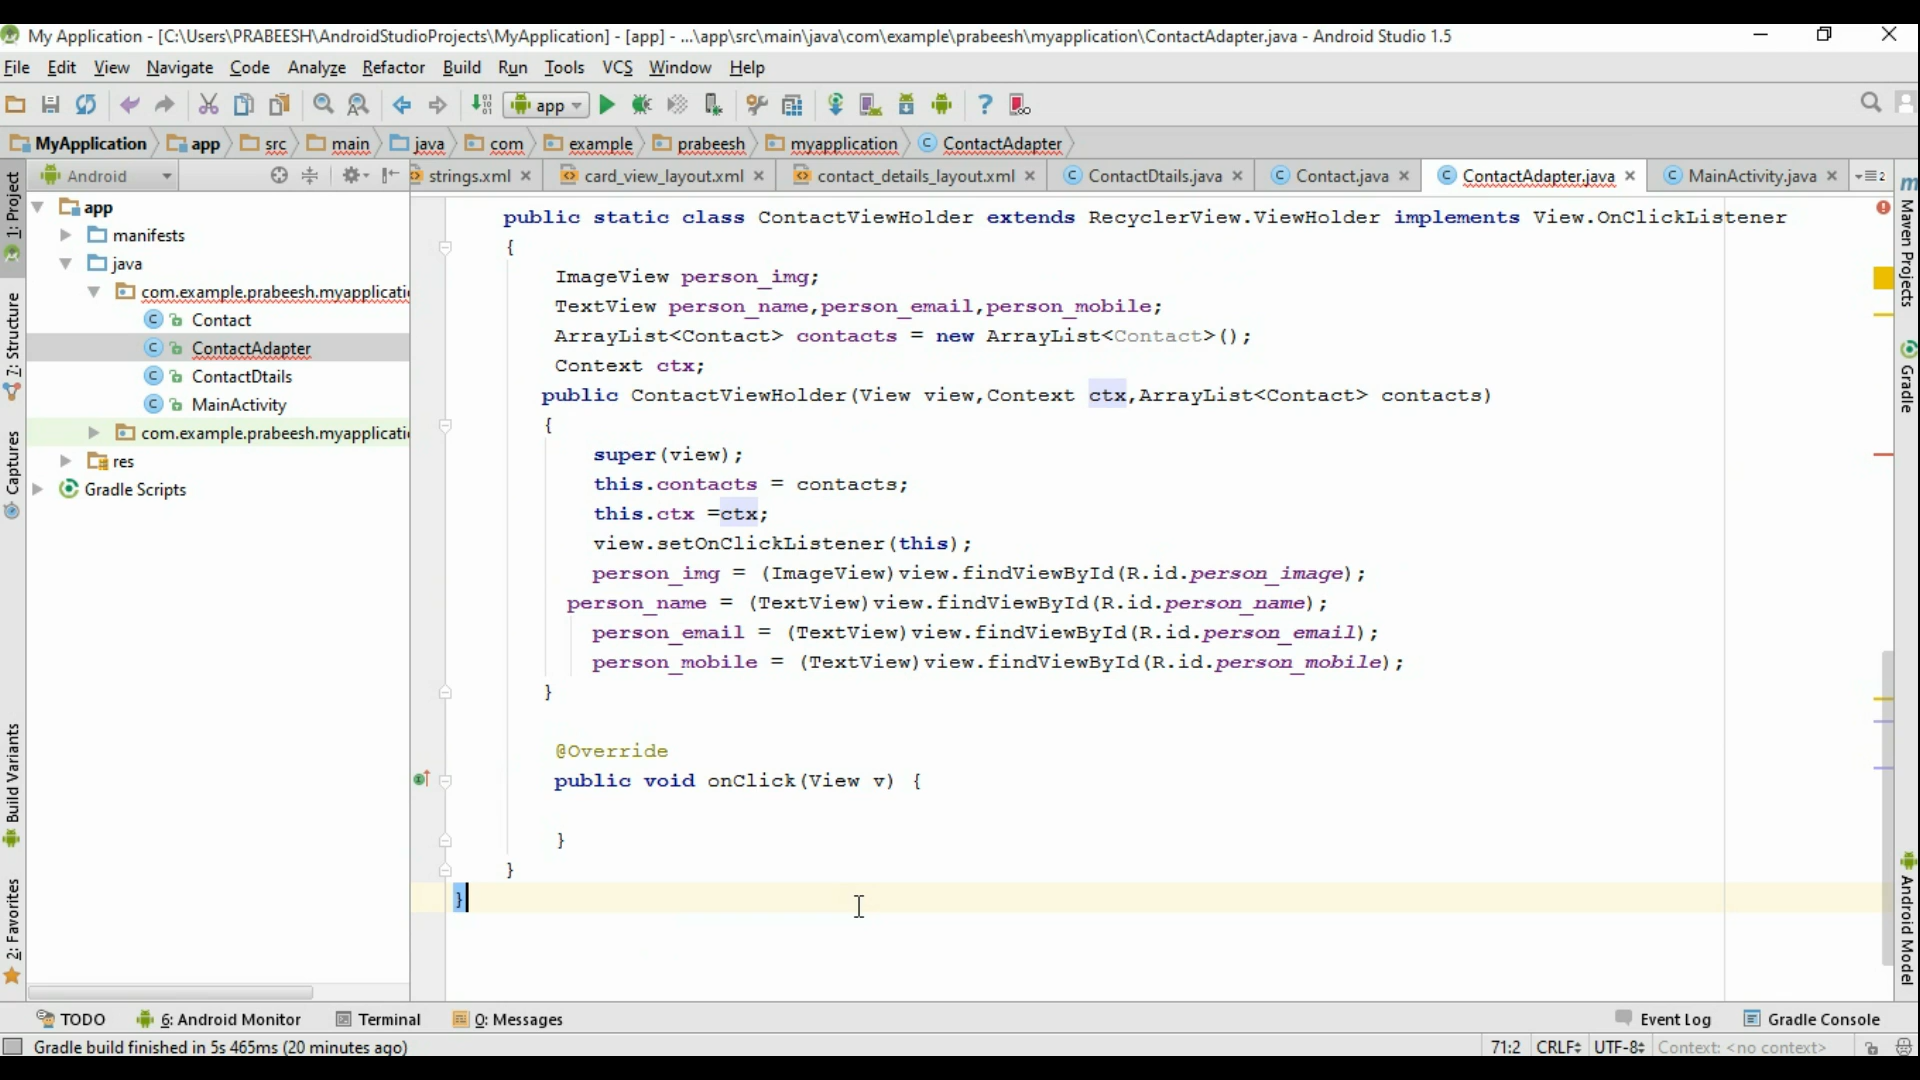 My Application - [C:\Users\PRABEESH\AndroidStudioProjects\MyApplication] - [app] - ...\app\src\main\java\com\example\prabeesh\myapplication\ContactAdapter.java - Android Studio 1.5
File Edit View Navigate Code Analyze Refactor Build Run Tools VCS Window Help
app
MyApplication app src main java com example prabeesh myapplication ContactAdapter
Android strings.xml card_view_layout.xml contact_details_layout.xml ContactDtails.java Contact.java ContactAdapter.java MainActivity.java 2
1: Project
7: Structure
Captures
Build Variants
2: Favorites
app
manifests
java
com.example.prabeesh.myapplicati
Contact
ContactAdapter
ContactDtails
MainActivity
com.example.prabeesh.myapplicati
res
Gradle Scripts
public static class ContactViewHolder extends RecyclerView.ViewHolder implements View.OnClickListener
{
ImageView person_img;
TextView person_name,person_email,person_mobile;
ArrayList<Contact> contacts = new ArrayList<Contact>();
Context ctx;
public ContactViewHolder(View view,Context ctx,ArrayList<Contact> contacts)
{
super(view);
this.contacts = contacts;
this.ctx =ctx;
view.setOnClickListener(this);
person_img = (ImageView)view.findViewById(R.id.person_image);
person_name = (TextView)view.findViewById(R.id.person_name);
person_email = (TextView)view.findViewById(R.id.person_email);
person_mobile = (TextView)view.findViewById(R.id.person_mobile);
}
@Override
public void onClick(View v) {
}
}
}
m Maven Projects
Gradle
Android Model
TODO 6: Android Monitor Terminal 0: Messages Event Log Gradle Console
Gradle build finished in 5s 465ms (20 minutes ago) 71:2 CRLF UTF-8 Context: <no context>